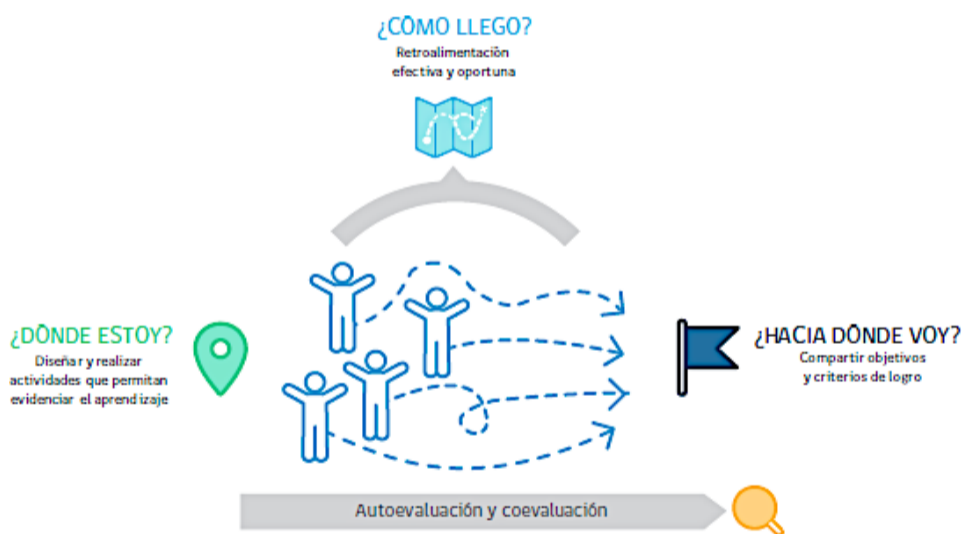 ¿CÓMO LLEGO?
Retroalimentación
efectiva y oportuna
¿DÓNDE ESTOY?
Diseñar y realizar
actividades que permitan
evidenciar el aprendizaje
¿HACIA DÓNDE VOY?
Compartir objetivos
y criterios de logro
Autoevaluación y coevaluación